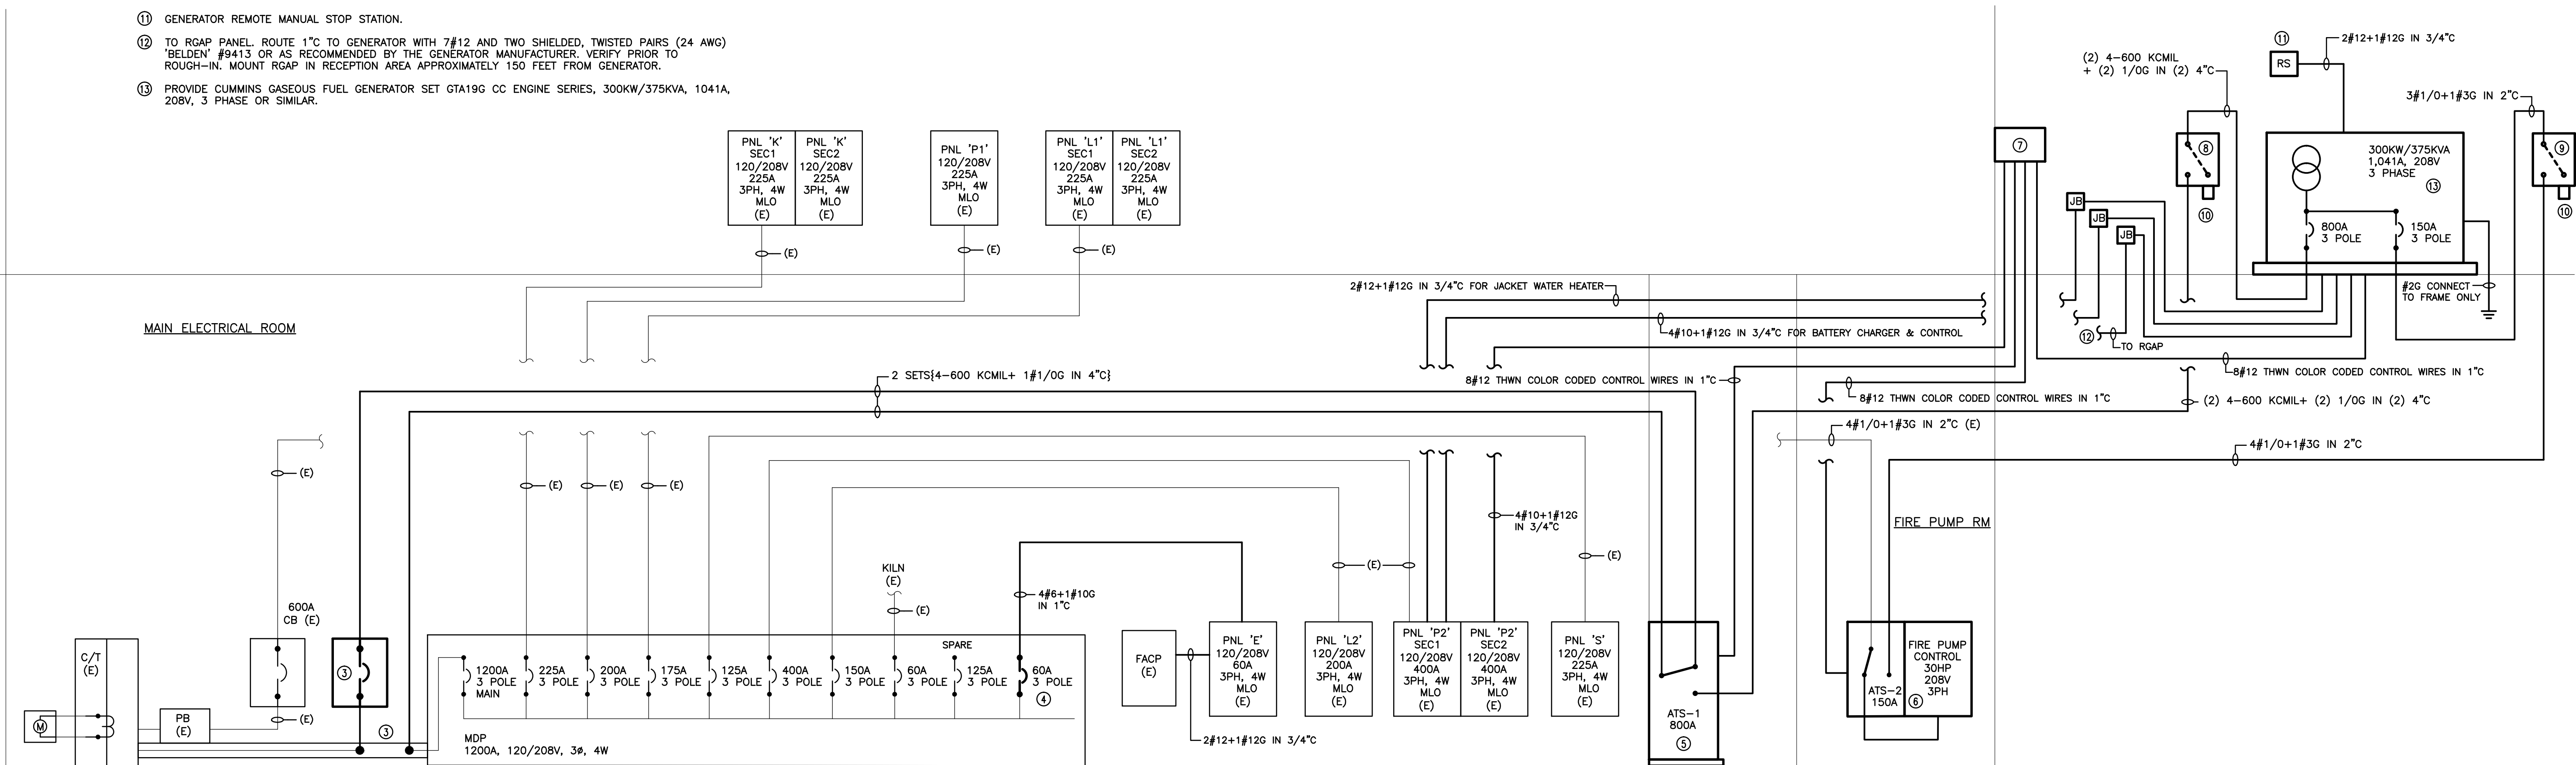 11 GENERATOR REMOTE MANUAL STOP STATION.
12 TO RGAP PANEL. ROUTE 1"C TO GENERATOR WITH 7#12 AND TWO SHIELDED, TWISTED PAIRS (24 AWG)
'BELDEN' #9413 OR AS RECOMMENDED BY THE GENERATOR MANUFACTURER. VERIFY PRIOR TO
ROUGH-IN. MOUNT RGAP IN RECEPTION AREA APPROXIMATELY 150 FEET FROM GENERATOR.
13 PROVIDE CUMMINS GASEOUS FUEL GENERATOR SET GTA19G CC ENGINE SERIES, 300KW/375KVA, 1041A,
208V, 3 PHASE OR SIMILAR.
PNL 'K'
SEC1
120/208V
225A
3PH, 4W
MLO
(E)
PNL 'K'
SEC2
120/208V
225A
3PH, 4W
MLO
(E)
(E)
PNL 'P1'
120/208V
225A
3PH, 4W
MLO
(E)
(E)
PNL 'L1'
SEC1
120/208V
225A
3PH, 4W
MLO
(E)
PNL 'L1'
SEC2
120/208V
225A
3PH, 4W
MLO
(E)
(E)
7
(2) 4-600 KCMIL
+ (2) 1/0G IN (2) 4"C
11
RS
2#12+1#12G IN 3/4"C
3#1/0+1#3G IN 2"C
8
10
300KW/375KVA
1,041A, 208V
3 PHASE
13
800A
3 POLE
150A
3 POLE
9
10
JB
JB
JB
#2G CONNECT
TO FRAME ONLY
12
TO RGAP
MAIN ELECTRICAL ROOM
2#12+1#12G IN 3/4"C FOR JACKET WATER HEATER
4#10+1#12G IN 3/4"C FOR BATTERY CHARGER & CONTROL
2 SETS{4-600 KCMIL+ 1#1/0G IN 4"C}
8#12 THWN COLOR CODED CONTROL WIRES IN 1"C
8#12 THWN COLOR CODED CONTROL WIRES IN 1"C
8#12 THWN COLOR CODED CONTROL WIRES IN 1"C
(2) 4-600 KCMIL+ (2) 1/0G IN (2) 4"C
4#1/0+1#3G IN 2"C (E)
4#1/0+1#3G IN 2"C
(E)
(E)
(E)
(E)
4#10+1#12G
IN 3/4"C
FIRE PUMP RM
(E)
(E)
KILN
(E)
(E)
4#6+1#10G
IN 1"C
600A
CB (E)
(E)
C/T
(E)
M
PB
(E)
3
3
SPARE
1200A
3 POLE
MAIN
225A
3 POLE
200A
3 POLE
175A
3 POLE
125A
3 POLE
400A
3 POLE
150A
3 POLE
60A
3 POLE
125A
3 POLE
60A
3 POLE
4
MDP
1200A, 120/208V, 3ø, 4W
FACP
(E)
2#12+1#12G IN 3/4"C
PNL 'E'
120/208V
60A
3PH, 4W
MLO
(E)
PNL 'L2'
120/208V
200A
3PH, 4W
MLO
(E)
PNL 'P2'
SEC1
120/208V
400A
3PH, 4W
MLO
(E)
PNL 'P2'
SEC2
120/208V
400A
3PH, 4W
MLO
(E)
PNL 'S'
120/208V
225A
3PH, 4W
MLO
(E)
ATS-1
800A
5
ATS-2
150A
FIRE PUMP
CONTROL
30HP
208V
3PH
6